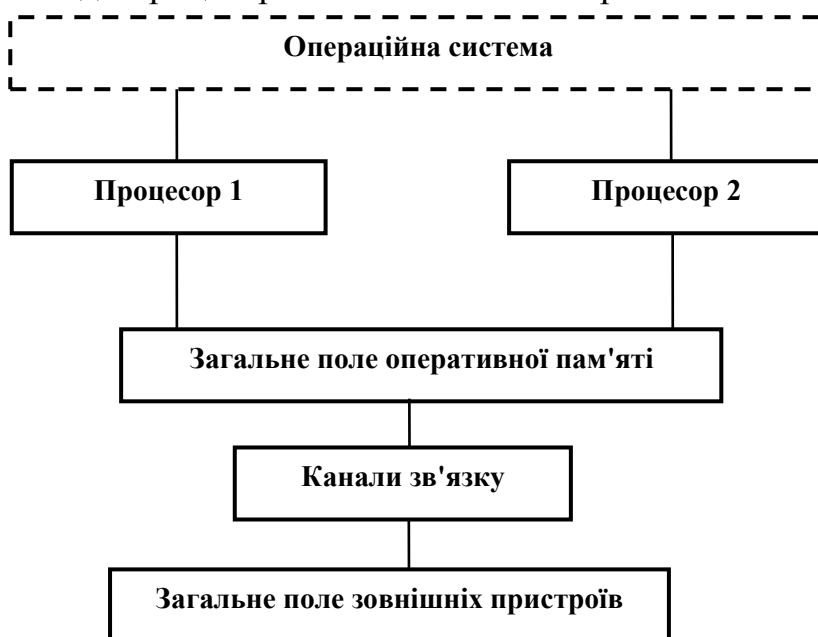 Операційна система
Процесор 1
Процесор 2
Загальне поле оперативної пам'яті
Канали зв'язку
Загальне поле зовнішніх пристроїв